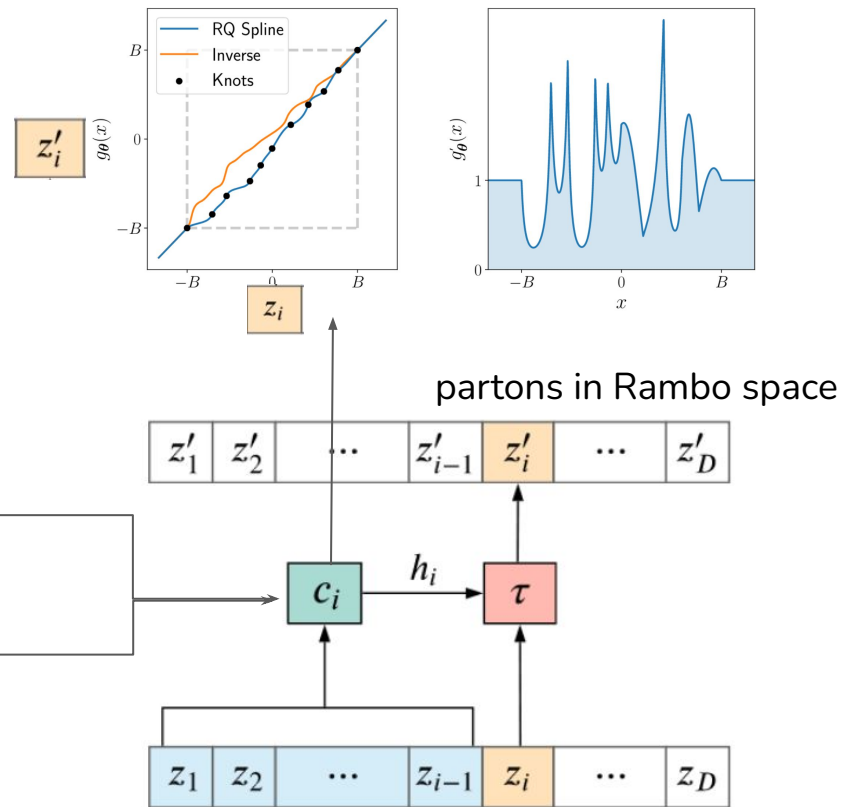 RQ Spline
Inverse
Knots
B
0
−B
g_θ(x)
−B 0 B
z′_i
z_i
g′_θ(x)
1
0
−B 0 B
x
partons in Rambo space
z′_1 z′_2 ··· z′_{i−1} z′_i ··· z′_D
c_i h_i τ
z_1 z_2 ··· z_{i−1} z_i ··· z_D